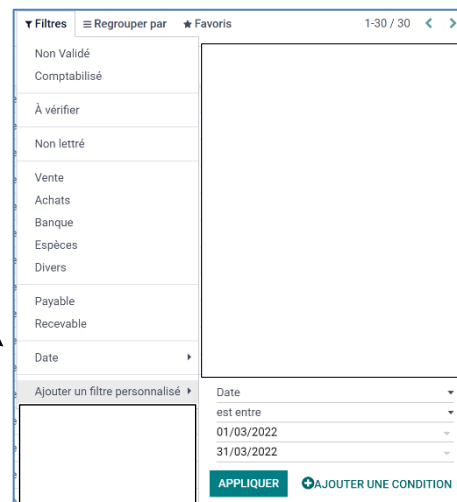 Filtres Regrouper par Favoris 1-30 / 30
Non Validé
Comptabilisé
À vérifier
Non lettré
Vente
Achats
Banque
Espèces
Divers
Payable
Recevable
Date
Ajouter un filtre personnalisé
Date
est entre
01/03/2022
31/03/2022
APPLIQUER AJOUTER UNE CONDITION